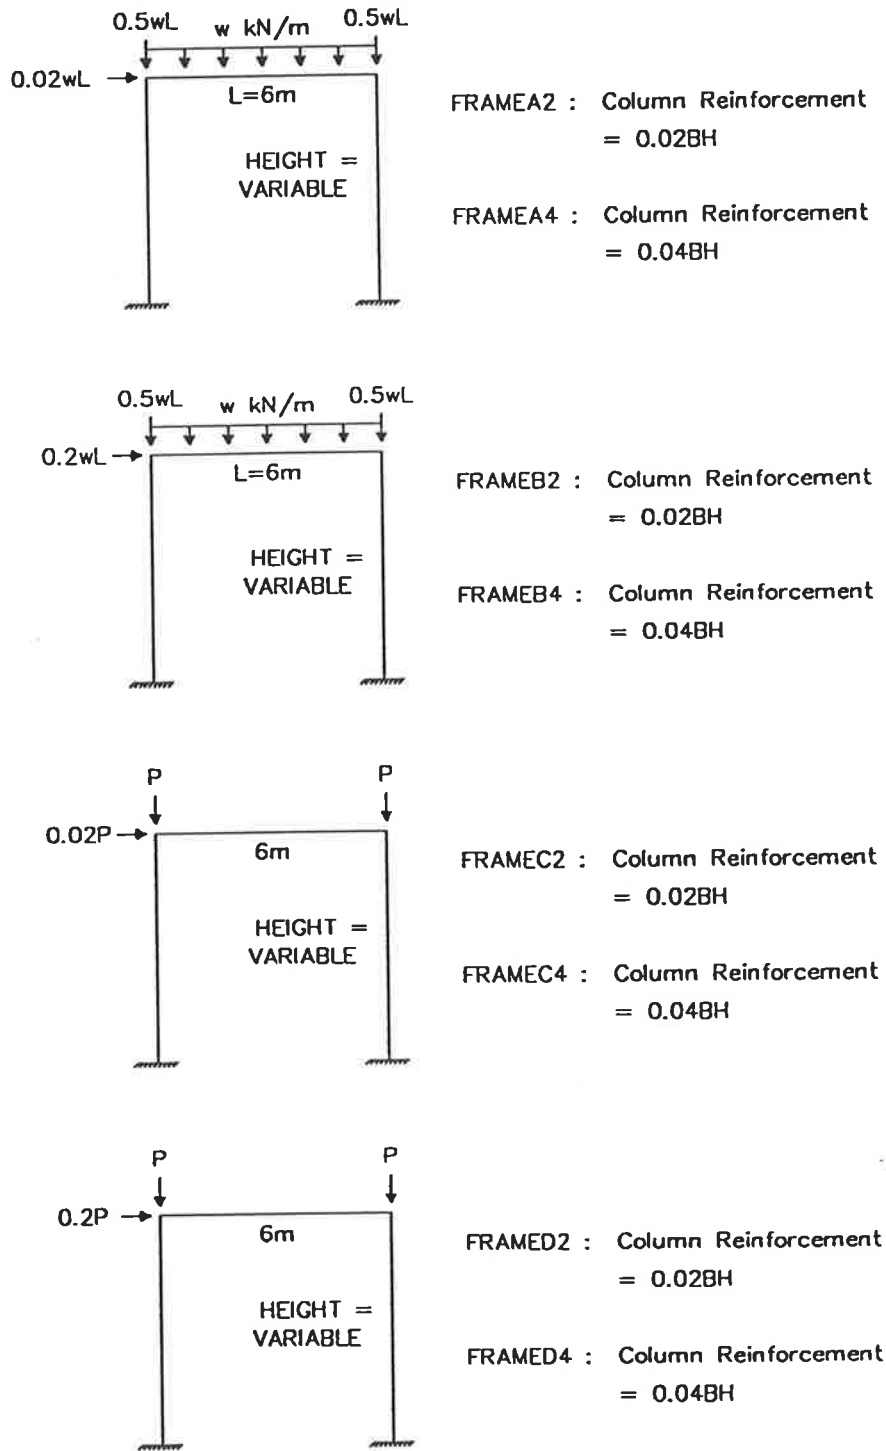 0.5wL w kN/m 0.5wL
0.02wL
L=6m
HEIGHT =
VARIABLE
FRAMEA2 : Column Reinforcement
= 0.02BH
FRAMEA4 : Column Reinforcement
= 0.04BH
0.5wL w kN/m 0.5wL
0.2wL
L=6m
HEIGHT =
VARIABLE
FRAMEB2 : Column Reinforcement
= 0.02BH
FRAMEB4 : Column Reinforcement
= 0.04BH
P P
0.02P
6m
HEIGHT =
VARIABLE
FRAMEC2 : Column Reinforcement
= 0.02BH
FRAMEC4 : Column Reinforcement
= 0.04BH
P P
0.2P
6m
HEIGHT =
VARIABLE
FRAMED2 : Column Reinforcement
= 0.02BH
FRAMED4 : Column Reinforcement
= 0.04BH